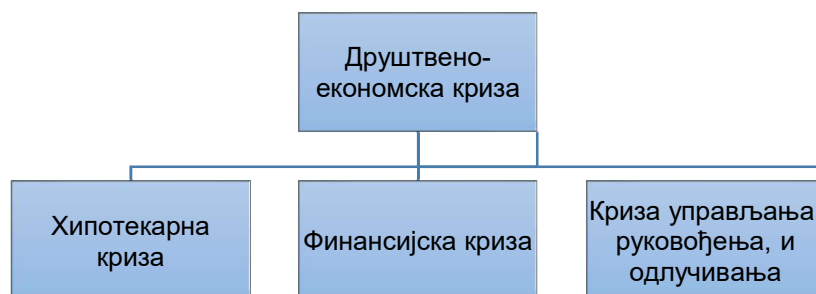 Друштвено-
економска криза
Хипотекарна
криза
Финансијска криза
Криза управљања
руковођења, и
одлучивања